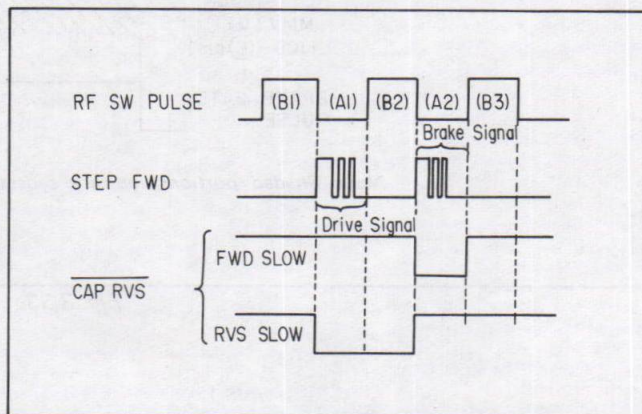 RF SW PULSE (B1) (A1) (B2) (A2) (B3)
Brake Signal
STEP FWD
Drive Signal
FWD SLOW
CAP RVS
RVS SLOW